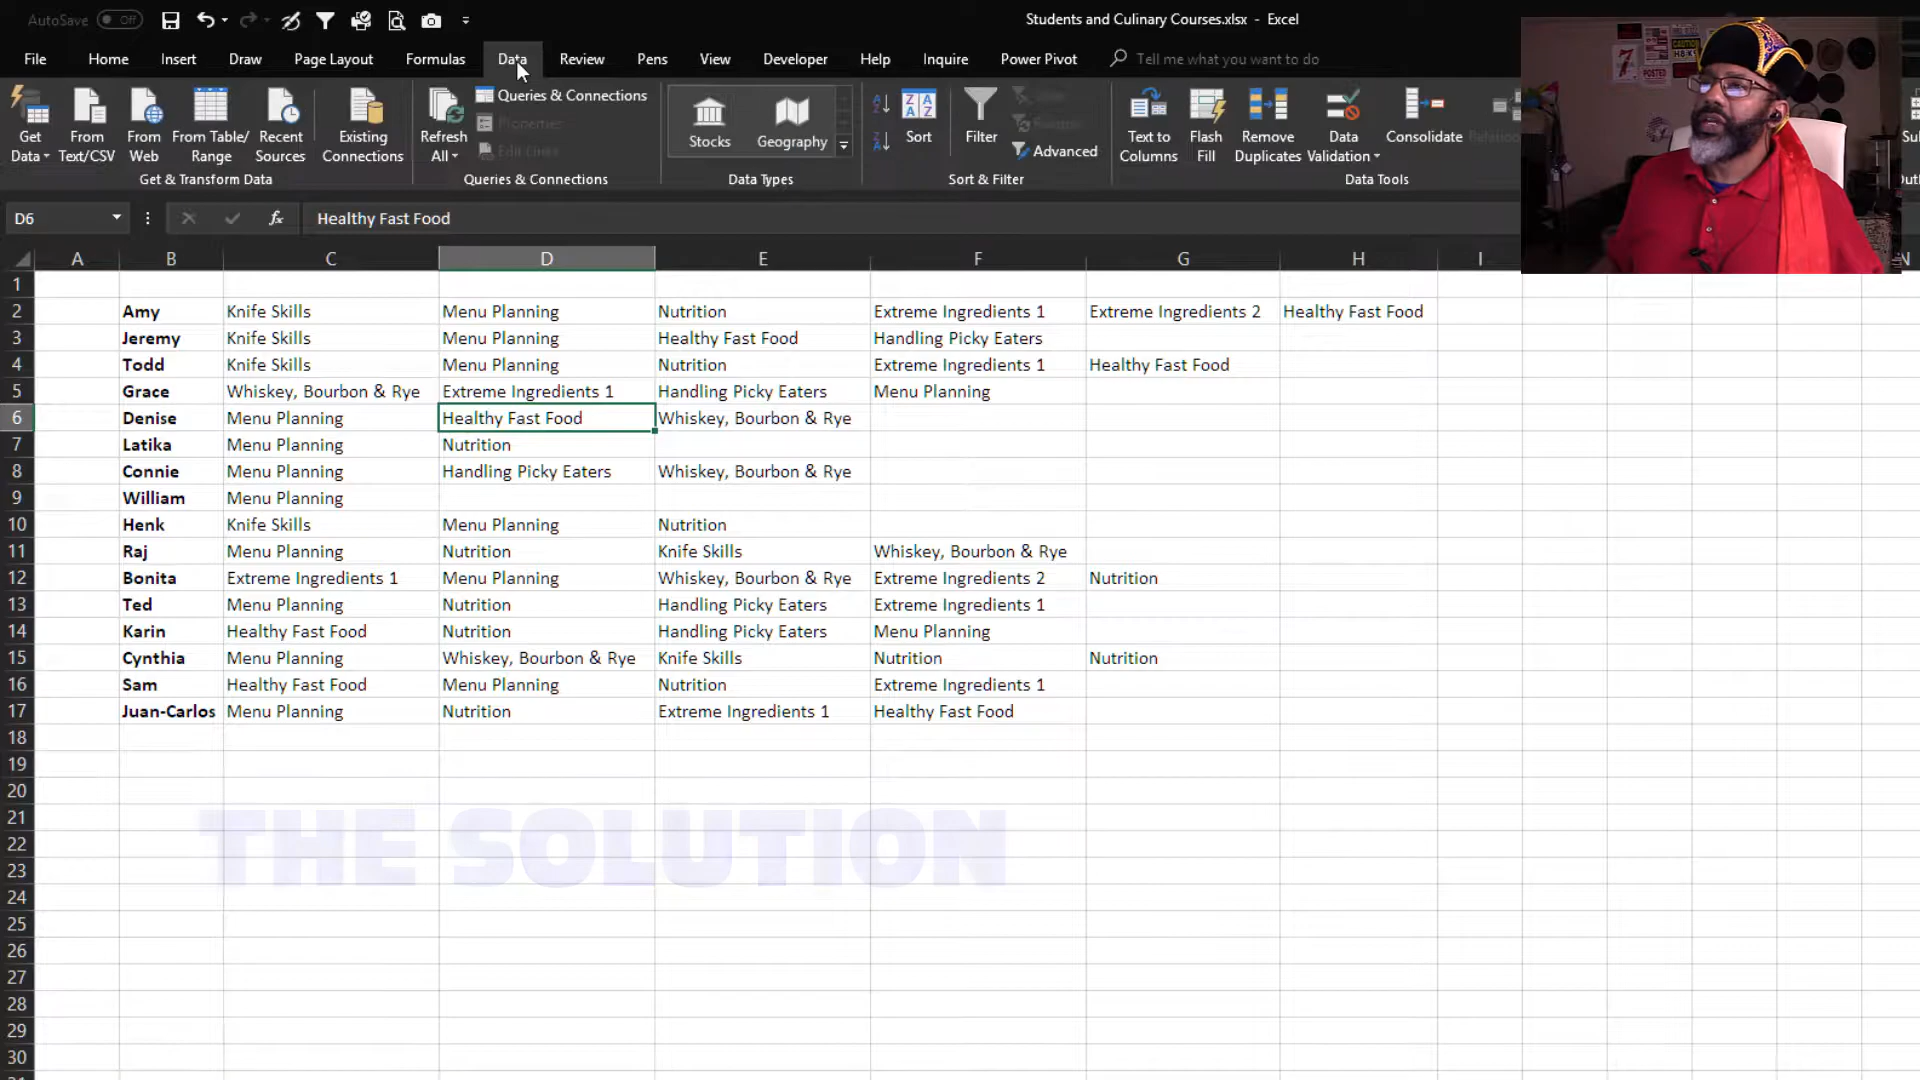 AutoSave Off Students and Culinary Courses.xlsx - Excel
File Home Insert Draw Page Layout Formulas Data Review Pens View Developer Help Inquire Power Pivot Tell me what you want to do
Get Data From Text/CSV From Web From Table/ Range Recent Sources Existing Connections Refresh All Queries & Connections Properties Edit Links Stocks Geography Sort Filter Advanced Text to Columns Flash Fill Remove Duplicates Data Validation Consolidate
Get & Transform Data Queries & Connections Data Types Sort & Filter Data Tools
D6 fx Healthy Fast Food
A B C D E F G H I N
1
2 Amy Knife Skills Menu Planning Nutrition Extreme Ingredients 1 Extreme Ingredients 2 Healthy Fast Food
3 Jeremy Knife Skills Menu Planning Healthy Fast Food Handling Picky Eaters
4 Todd Knife Skills Menu Planning Nutrition Extreme Ingredients 1 Healthy Fast Food
5 Grace Whiskey, Bourbon & Rye Extreme Ingredients 1 Handling Picky Eaters Menu Planning
6 Denise Menu Planning Healthy Fast Food Whiskey, Bourbon & Rye
7 Latika Menu Planning Nutrition
8 Connie Menu Planning Handling Picky Eaters Whiskey, Bourbon & Rye
9 William Menu Planning
10 Henk Knife Skills Menu Planning Nutrition
11 Raj Menu Planning Nutrition Knife Skills Whiskey, Bourbon & Rye
12 Bonita Extreme Ingredients 1 Menu Planning Whiskey, Bourbon & Rye Extreme Ingredients 2 Nutrition
13 Ted Menu Planning Nutrition Handling Picky Eaters Extreme Ingredients 1
14 Karin Healthy Fast Food Nutrition Handling Picky Eaters Menu Planning
15 Cynthia Menu Planning Whiskey, Bourbon & Rye Knife Skills Nutrition Nutrition
16 Sam Healthy Fast Food Menu Planning Nutrition Extreme Ingredients 1
17 Juan-Carlos Menu Planning Nutrition Extreme Ingredients 1 Healthy Fast Food
18
19
20
21
THE SOLUTION
22
23
24
25
26
27
28
29
30